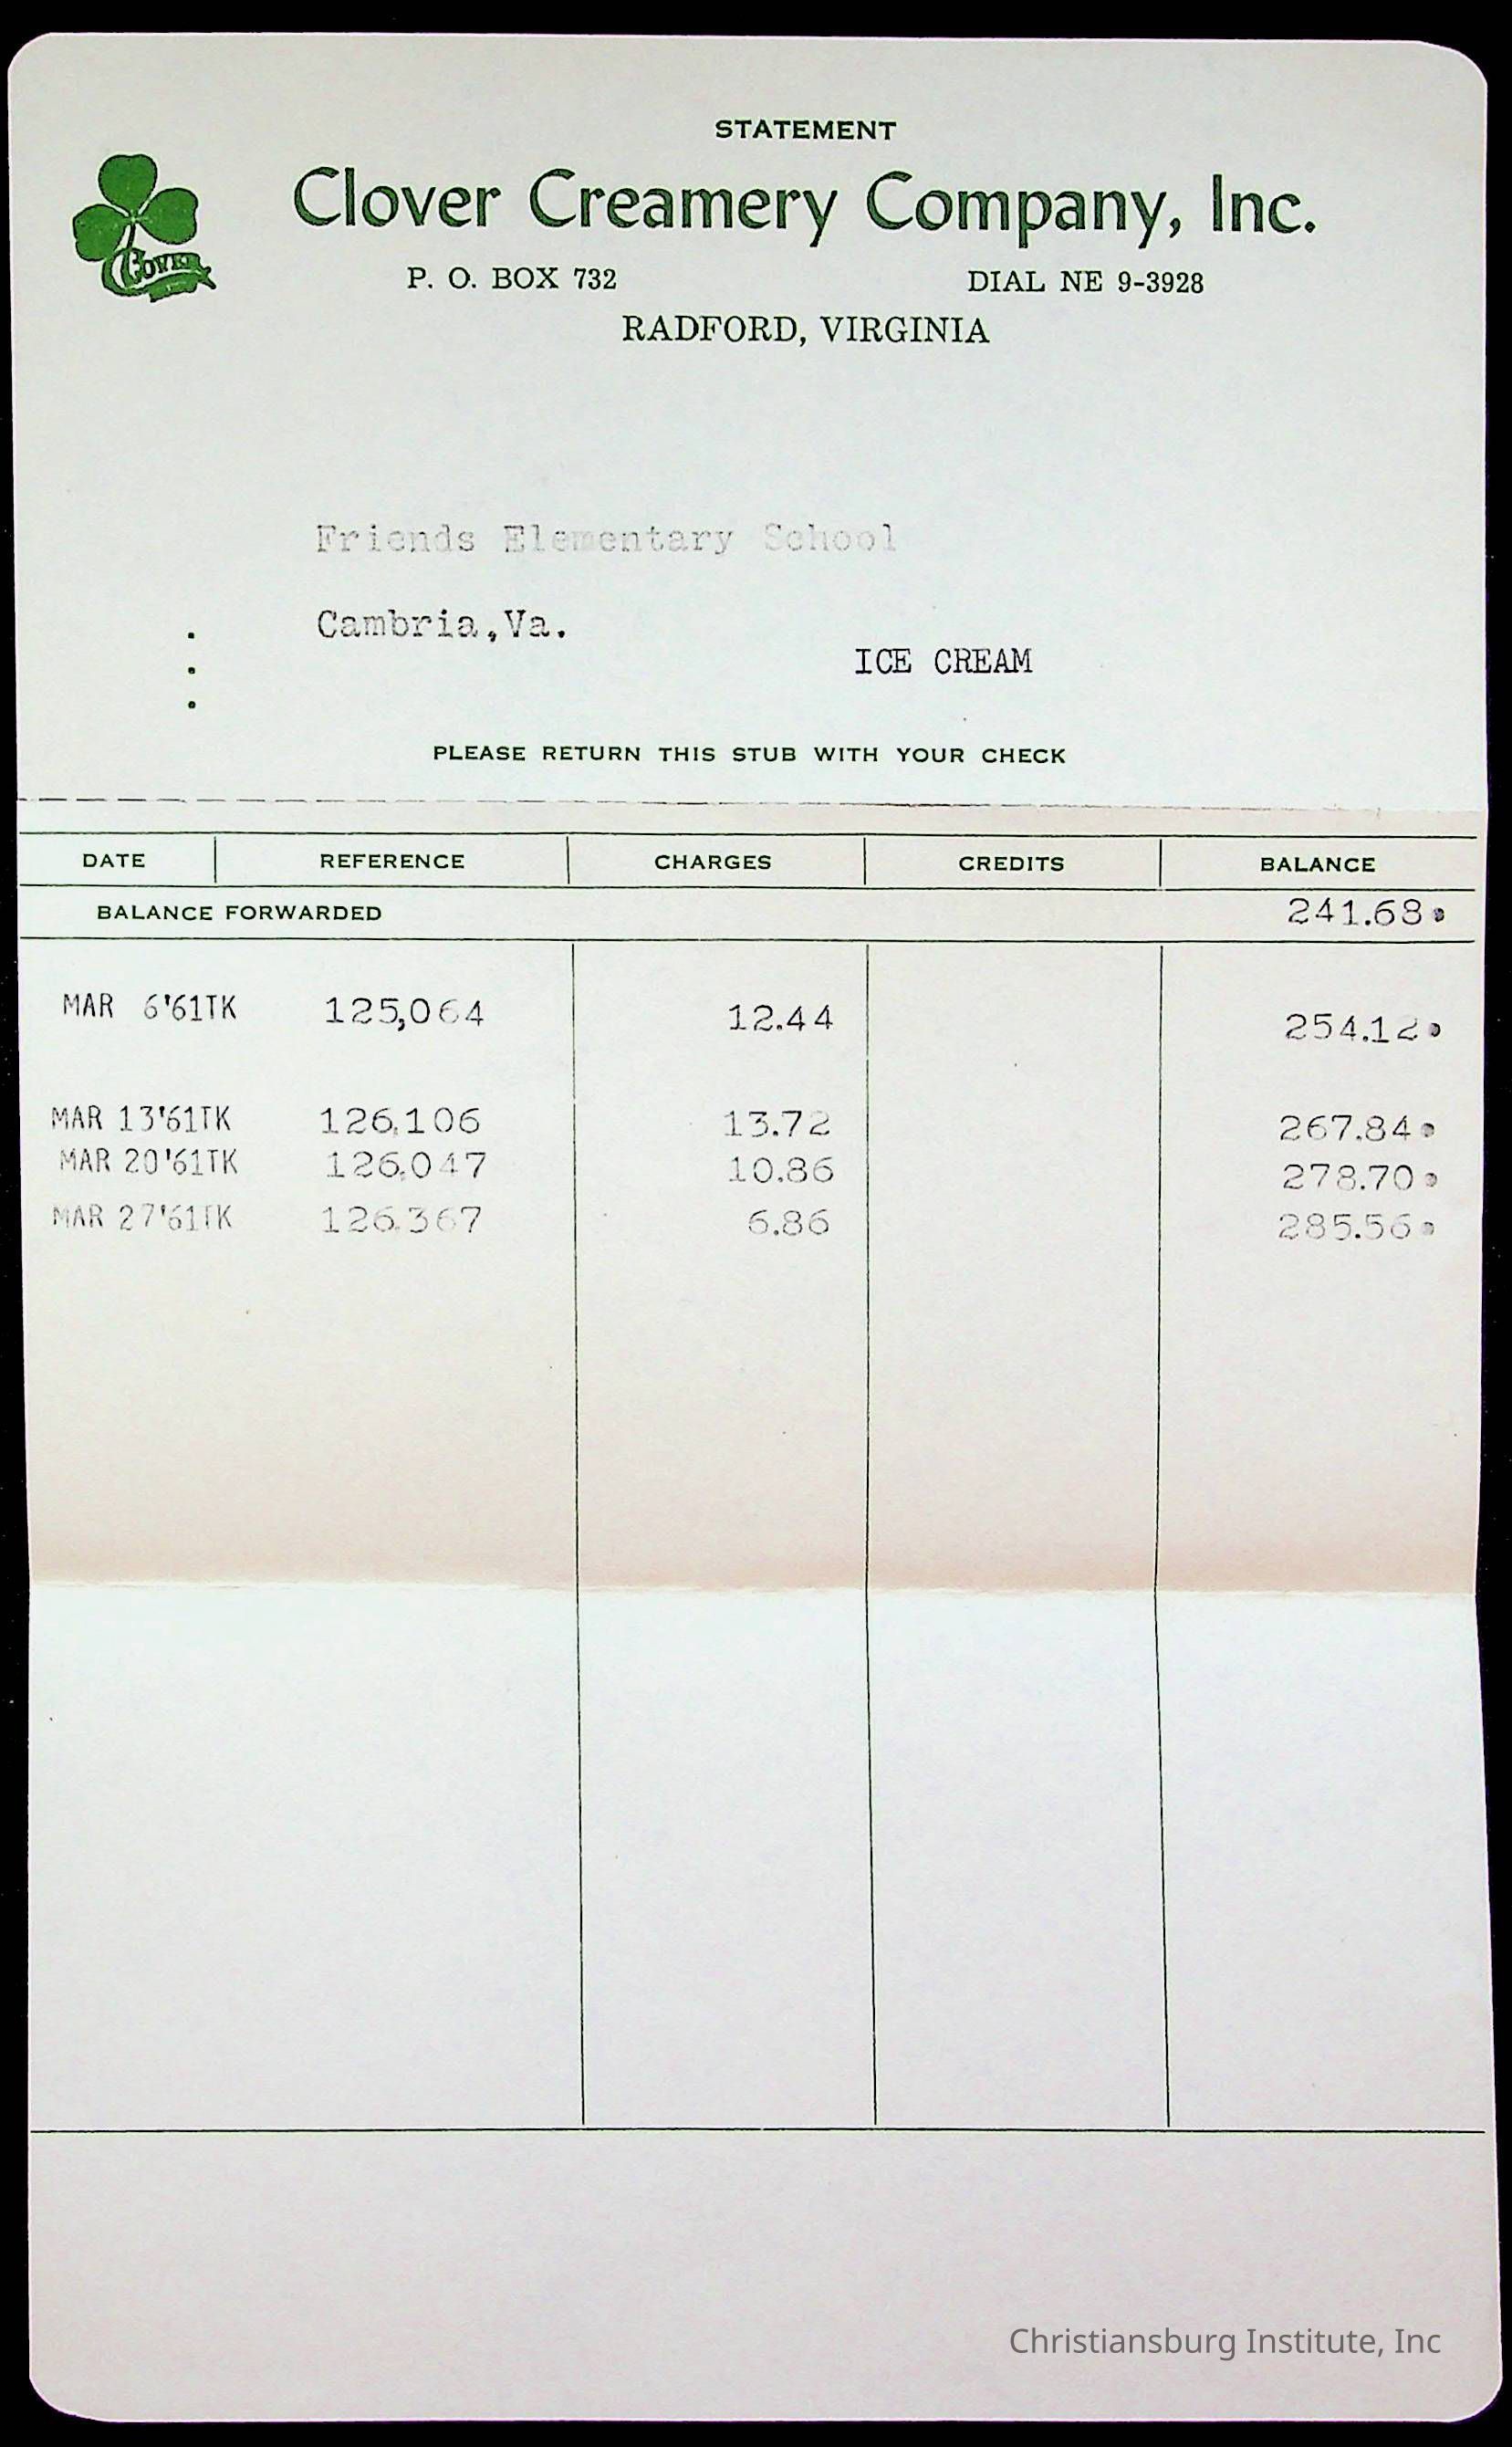 STATEMENT
Clover Creamery Company, Inc.
CLOVER
P. O. BOX 732 DIAL NE 9-3928
RADFORD, VIRGINIA
Friends Elementary School
Cambria,Va.
ICE CREAM
PLEASE RETURN THIS STUB WITH YOUR CHECK
DATE REFERENCE CHARGES CREDITS BALANCE
BALANCE FORWARDED 241.68
MAR 6'61TK 125,064 12.44 254.12
MAR 13'61TK 126,106 13.72 267.84
MAR 20'61TK 126,047 10.86 278.70
MAR 27'61TK 126,367 6.86 285.56
Christiansburg Institute, Inc